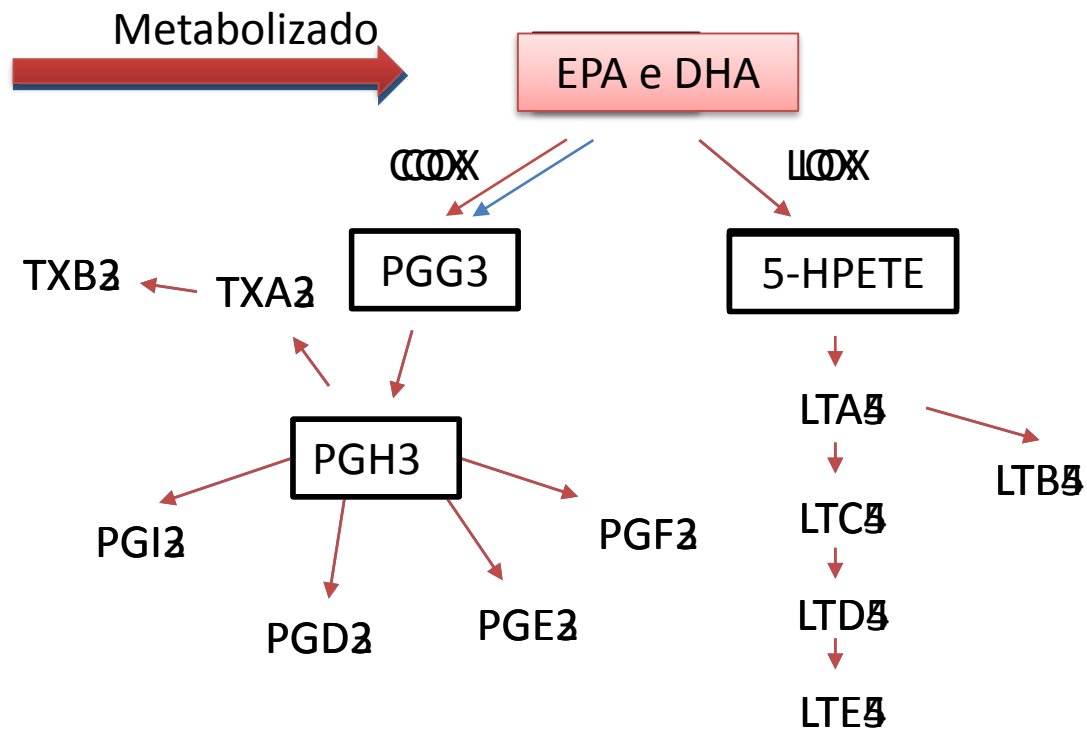 Metabolizado
EPA e DHA
COX
LOX
TXB3
TXA3
PGG3
5-HPETE
LTA5
PGH3
LTB5
PGI3
PGF3
LTC5
PGD3
PGE3
LTD5
LTE5